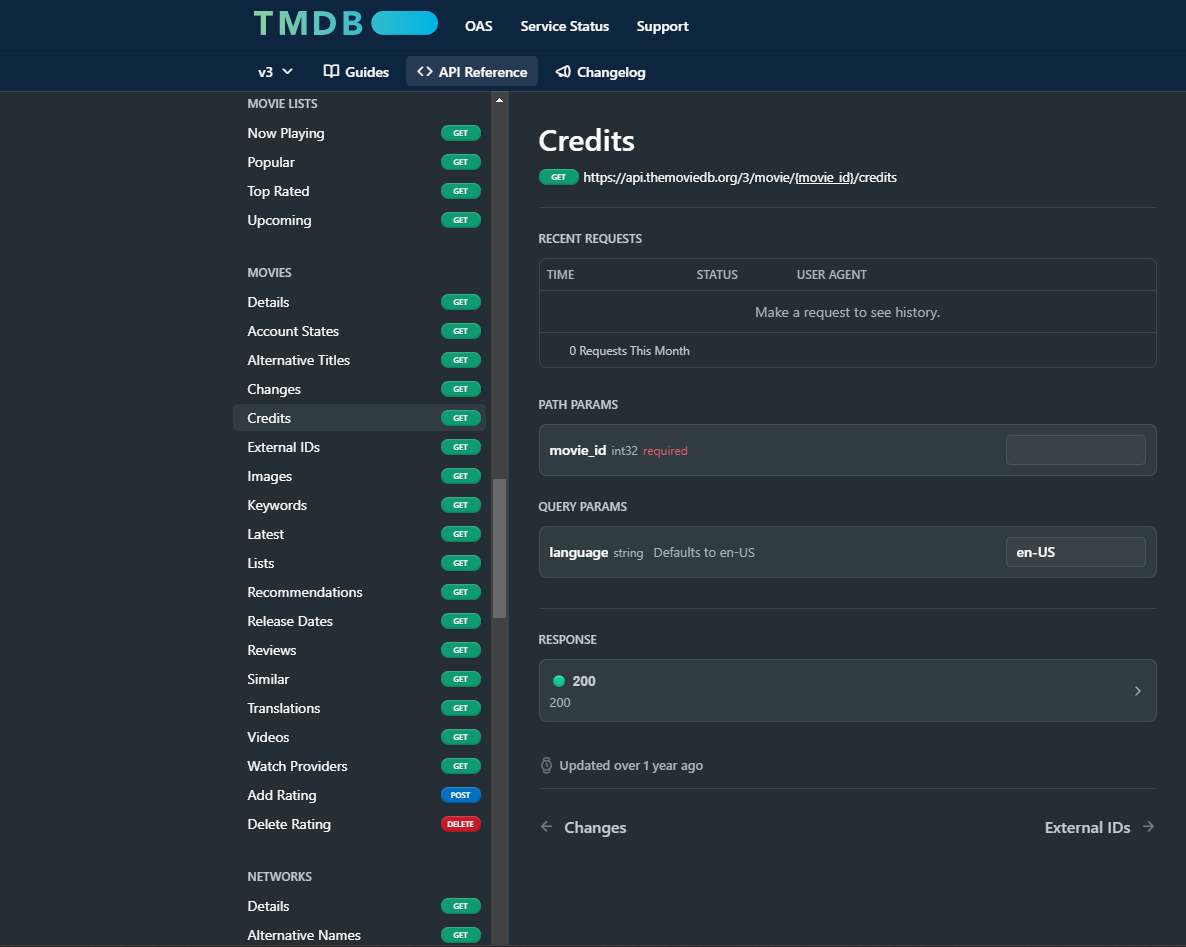 TMDB
OAS
Service Status
Support
v3
Guides
<> API Reference
Changelog
MOVIE LISTS
Now Playing GET
Popular GET
Top Rated GET
Upcoming GET
MOVIES
Details GET
Account States GET
Alternative Titles GET
Changes GET
Credits GET
External IDs GET
Images GET
Keywords GET
Latest GET
Lists GET
Recommendations GET
Release Dates GET
Reviews GET
Similar GET
Translations GET
Videos GET
Watch Providers GET
Add Rating POST
Delete Rating DELETE
NETWORKS
Details GET
Alternative Names GET
Credits
GET https://api.themoviedb.org/3/movie/{movie_id}/credits
RECENT REQUESTS
TIME STATUS USER AGENT
Make a request to see history.
0 Requests This Month
PATH PARAMS
movie_id int32 required
QUERY PARAMS
language string Defaults to en-US en-US
RESPONSE
200
200
Updated over 1 year ago
← Changes
External IDs →